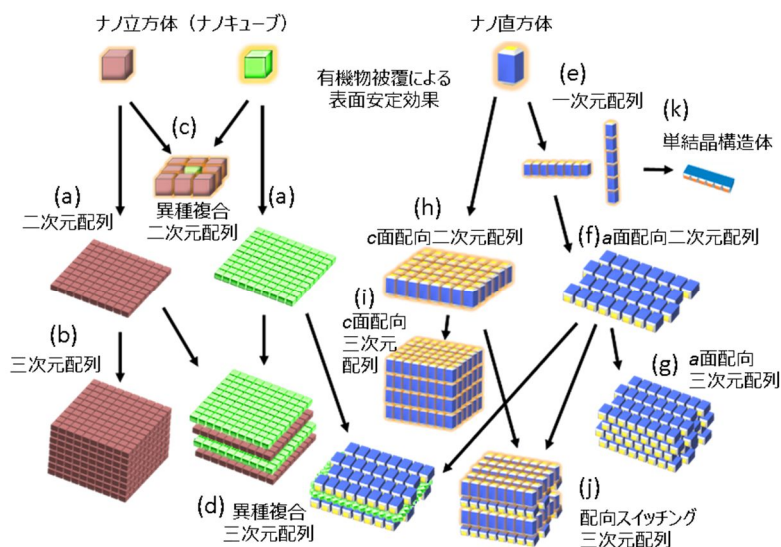 ナノ立方体（ナノキューブ）
ナノ直方体
有機物被覆による
表面安定効果
(e)
一次元配列
(k)
単結晶構造体
(c)
異種複合
二次元配列
(a)
二次元配列
(a)
(h)
c面配向二次元配列
(f)a面配向二次元配列
(b)
三次元配列
(i)
c面配向
三次元
配列
(g) a面配向
三次元配列
(d) 異種複合
三次元配列
(j)
配向スイッチング
三次元配列